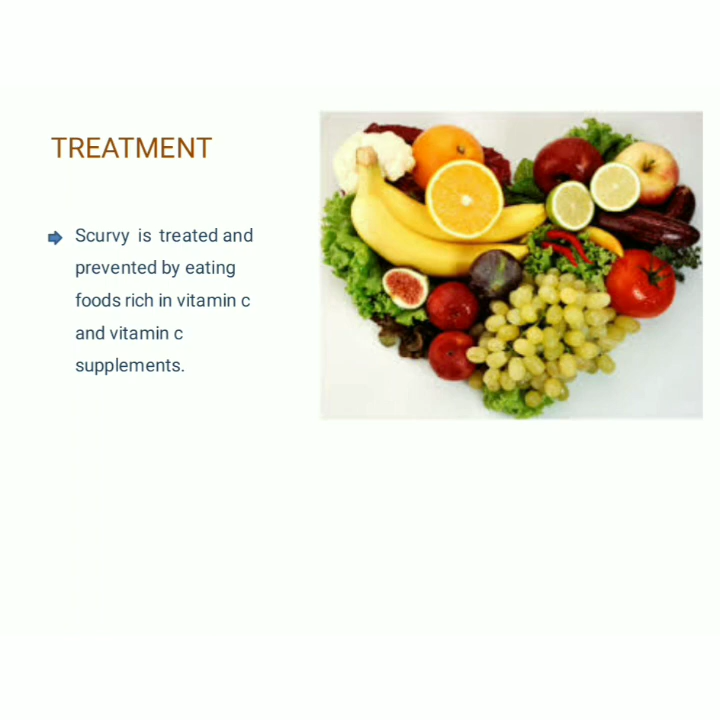 TREATMENT
Scurvy is treated and
prevented by eating
foods rich in vitamin c
and vitamin c
supplements.